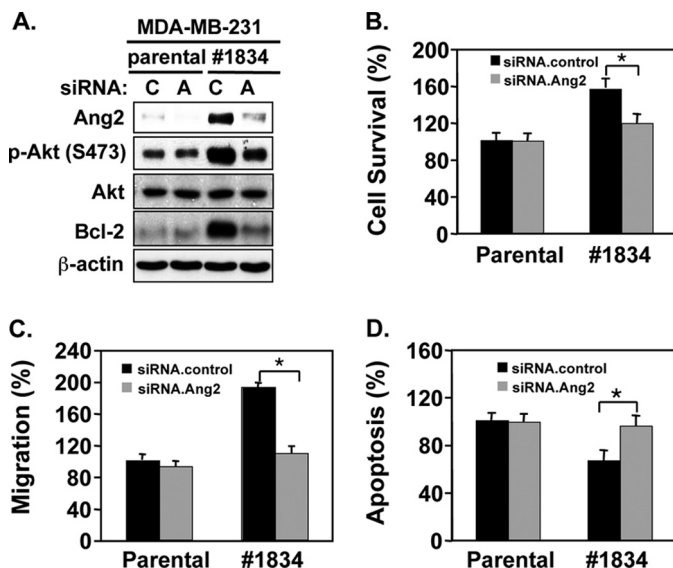 A.
MDA-MB-231
parental #1834
siRNA: C A C A
Ang2
p-Akt (S473)
Akt
Bcl-2
β-actin
B.
Cell Survival (%)
200
160
120
80
40
siRNA.control
siRNA.Ang2
*
Parental #1834
C.
Migration (%)
240
200
160
120
80
40
0
siRNA.control
siRNA.Ang2
*
Parental #1834
D.
Apoptosis (%)
160
120
80
40
0
siRNA.control
siRNA.Ang2
*
Parental #1834